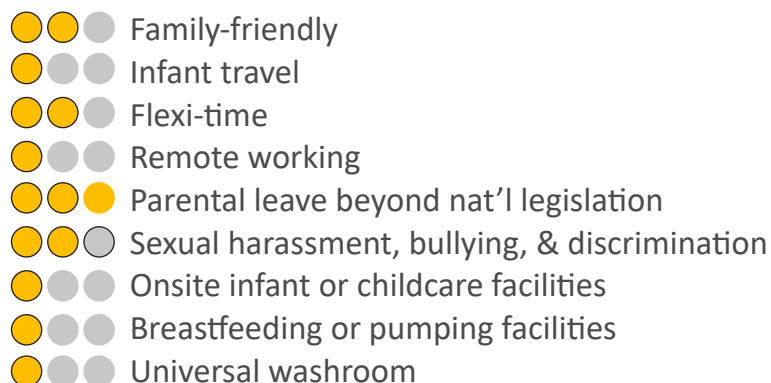 Family-friendly
Infant travel
Flexi-time
Remote working
Parental leave beyond nat’l legislation
Sexual harassment, bullying, & discrimination
Onsite infant or childcare facilities
Breastfeeding or pumping facilities
Universal washroom